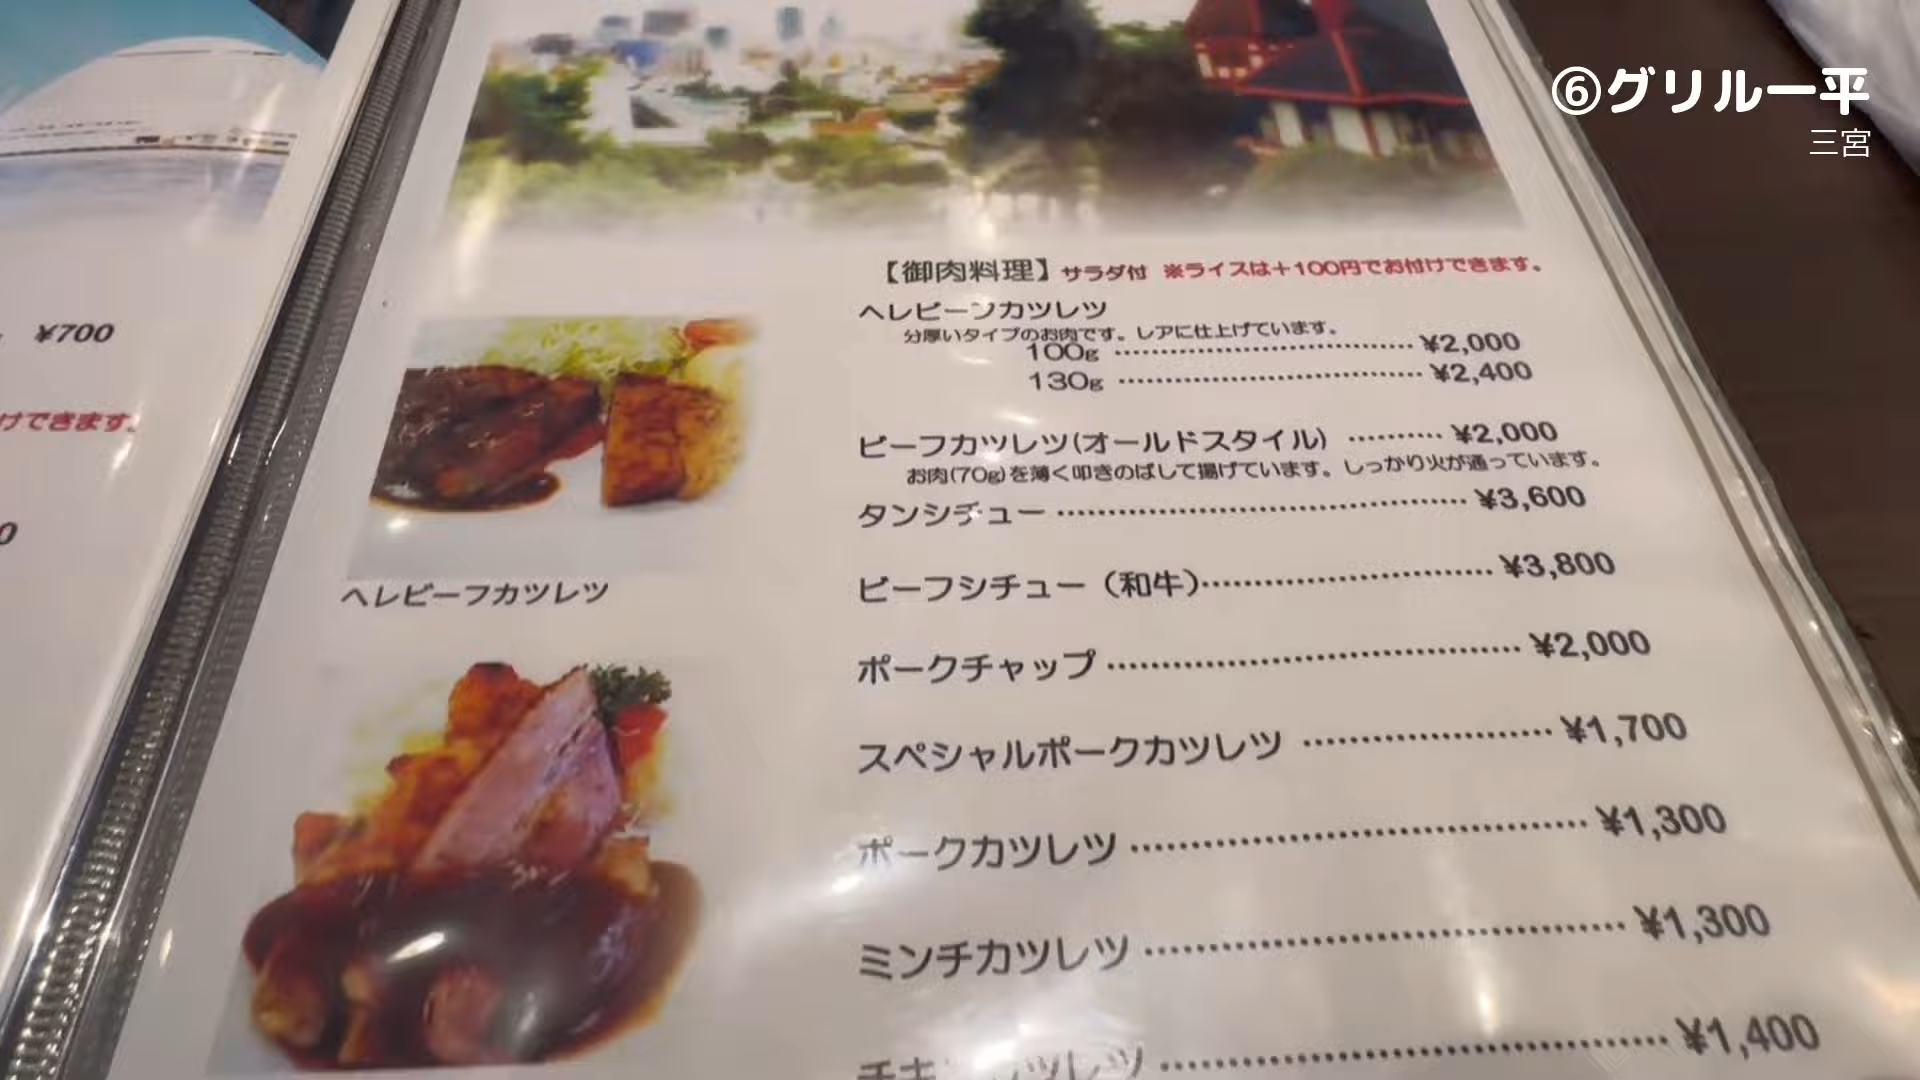 ⑥グリル一平
三宮
¥700
けできます。
0
【御肉料理】サラダ付 ※ライスは+100円でお付けできます。
ヘレビーフカツレツ
分厚いタイプのお肉です。レアに仕上げています。
100g ¥2,000
130g ¥2,400
ビーフカツレツ(オールドスタイル) ¥2,000
お肉(70g)を薄く叩きのばして揚げています。しっかり火が通っています。
タンシチュー ¥3,600
ビーフシチュー(和牛) ¥3,800
ポークチャップ ¥2,000
スペシャルポークカツレツ ¥1,700
ポークカツレツ ¥1,300
ミンチカツレツ ¥1,300
チキンカツレツ ¥1,400
ヘレビーフカツレツ